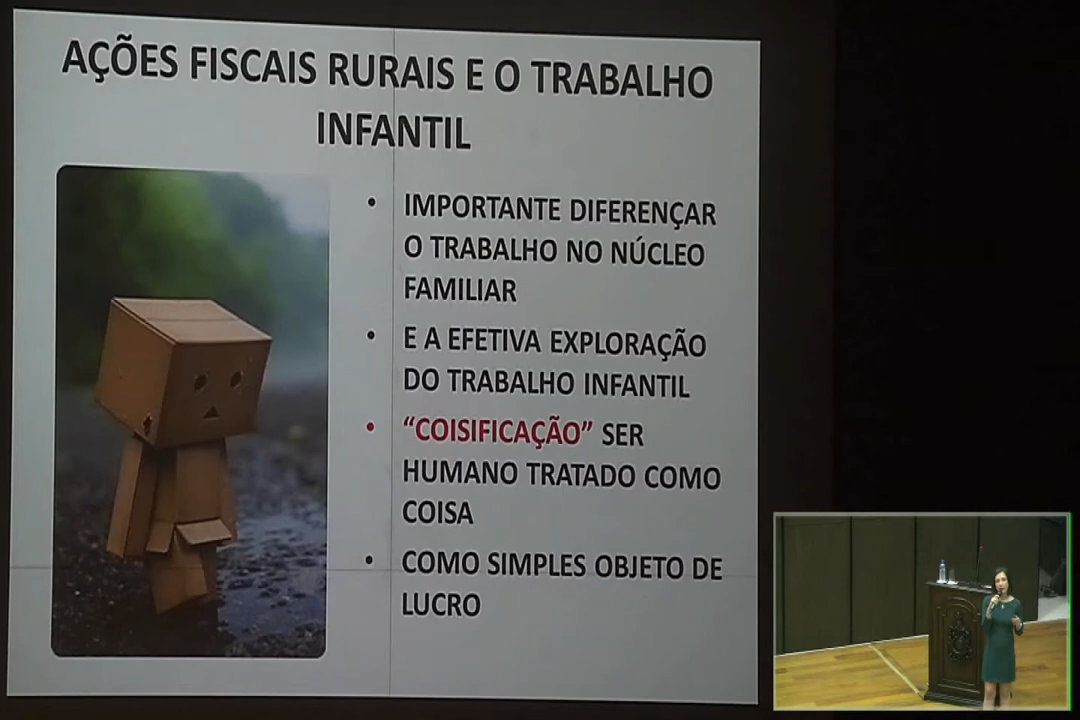 AÇÕES FISCAIS RURAIS E O TRABALHO
INFANTIL
• IMPORTANTE DIFERENÇAR
O TRABALHO NO NÚCLEO
FAMILIAR
• E A EFETIVA EXPLORAÇÃO
DO TRABALHO INFANTIL
• “COISIFICAÇÃO” SER
HUMANO TRATADO COMO
COISA
• COMO SIMPLES OBJETO DE
LUCRO